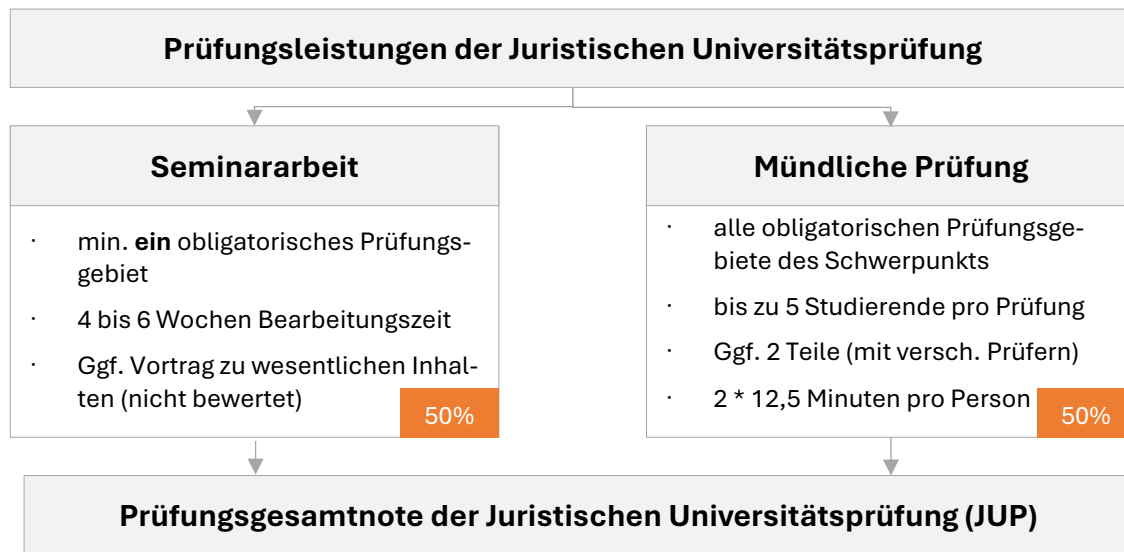 Prüfungsleistungen der Juristischen Universitätsprüfung
Seminararbeit
· min. ein obligatorisches Prüfungs-
gebiet
· 4 bis 6 Wochen Bearbeitungszeit
· Ggf. Vortrag zu wesentlichen Inhal-
ten (nicht bewertet)
50%
Mündliche Prüfung
· alle obligatorischen Prüfungsge-
biete des Schwerpunkts
· bis zu 5 Studierende pro Prüfung
· Ggf. 2 Teile (mit versch. Prüfern)
· 2 * 12,5 Minuten pro Person
50%
Prüfungsgesamtnote der Juristischen Universitätsprüfung (JUP)